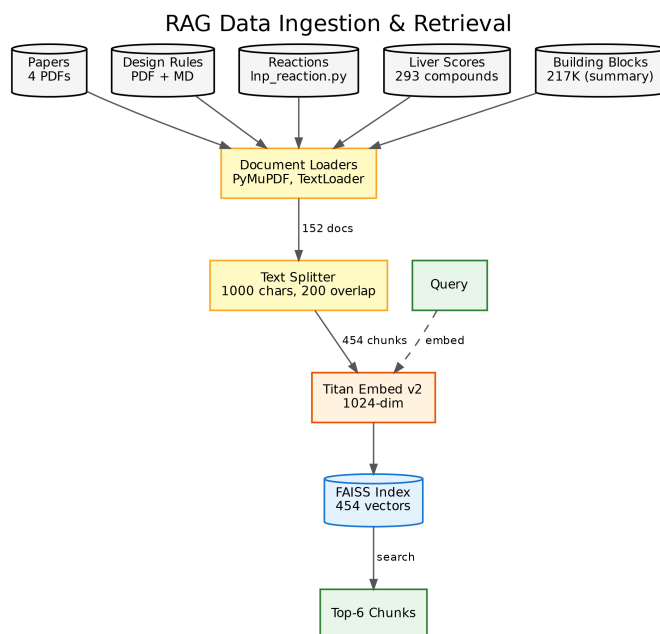 RAG Data Ingestion & Retrieval
Papers
4 PDFs
Design Rules
PDF + MD
Reactions
lnp_reaction.py
Liver Scores
293 compounds
Building Blocks
217K (summary)
Document Loaders
PyMuPDF, TextLoader
152 docs
Text Splitter
1000 chars, 200 overlap
Query
454 chunks
embed
Titan Embed v2
1024-dim
FAISS Index
454 vectors
search
Top-6 Chunks